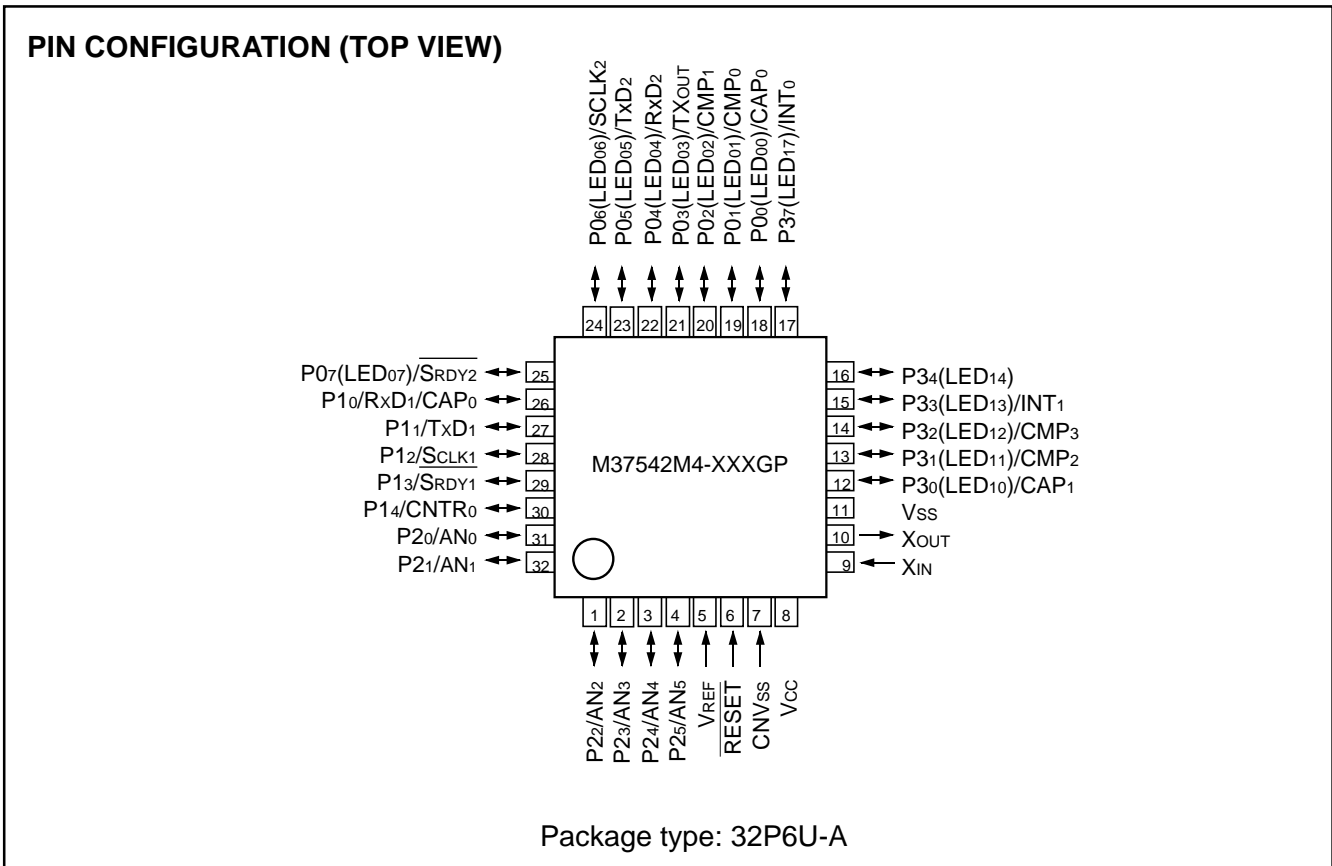 PIN CONFIGURATION (TOP VIEW)
P06(LED06)/SCLK2
P05(LED05)/TxD2
P04(LED04)/RxD2
P03(LED03)/TXOUT
P02(LED02)/CMP1
P01(LED01)/CMP0
P00(LED00)/CAP0
P37(LED17)/INT0
24 23 22 21 20 19 18 17
P07(LED07)/SRDY2 25
P10/RXD1/CAP0 26
P11/TXD1 27
P12/SCLK1 28
P13/SRDY1 29
P14/CNTR0 30
P20/AN0 31
P21/AN1 32
M37542M4-XXXGP
16 P34(LED14)
15 P33(LED13)/INT1
14 P32(LED12)/CMP3
13 P31(LED11)/CMP2
12 P30(LED10)/CAP1
11 VSS
10 XOUT
9 XIN
1 2 3 4 5 6 7 8
P22/AN2
P23/AN3
P24/AN4
P25/AN5
VREF
RESET
CNVSS
VCC
Package type: 32P6U-A